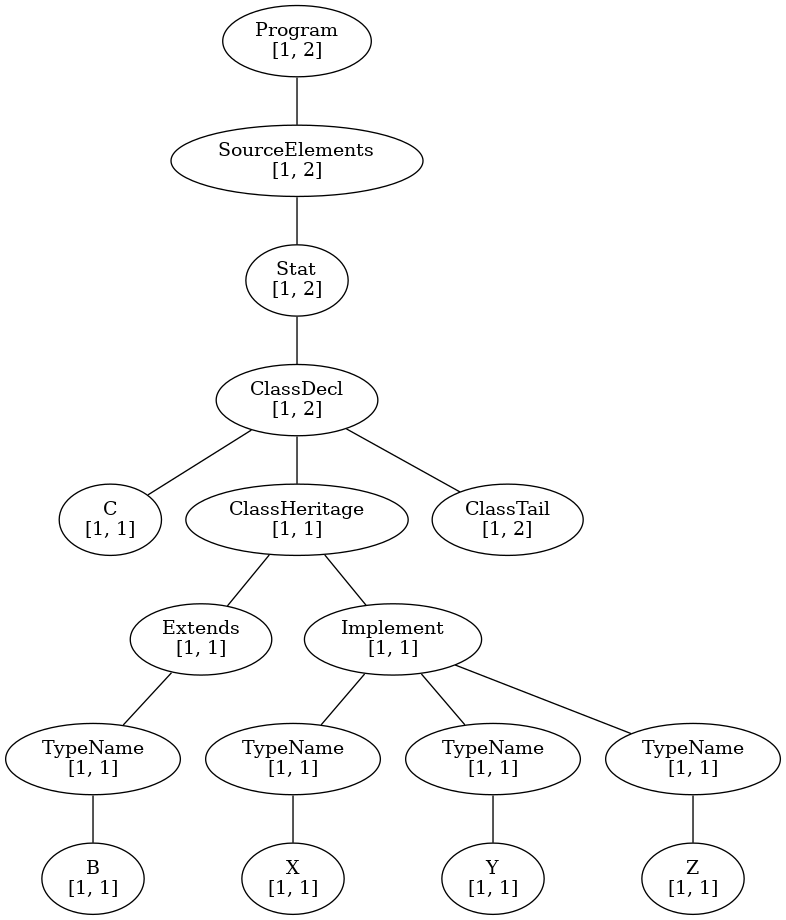 Program
[1, 2]
SourceElements
[1, 2]
Stat
[1, 2]
ClassDecl
[1, 2]
C
[1, 1]
ClassHeritage
[1, 1]
ClassTail
[1, 2]
Extends
[1, 1]
Implement
[1, 1]
TypeName
[1, 1]
TypeName
[1, 1]
TypeName
[1, 1]
TypeName
[1, 1]
B
[1, 1]
X
[1, 1]
Y
[1, 1]
Z
[1, 1]